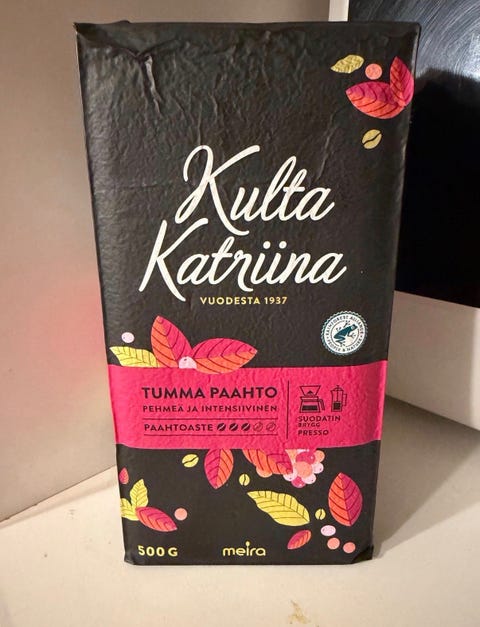 Kulta
Katriina
VUODESTA 1937
TUMMA PAAHTO
PEHMEÄ JA INTENSIIVINEN
PAAHTOASTE
SUODATIN
BRYGG
PRESSO
500 G
meira